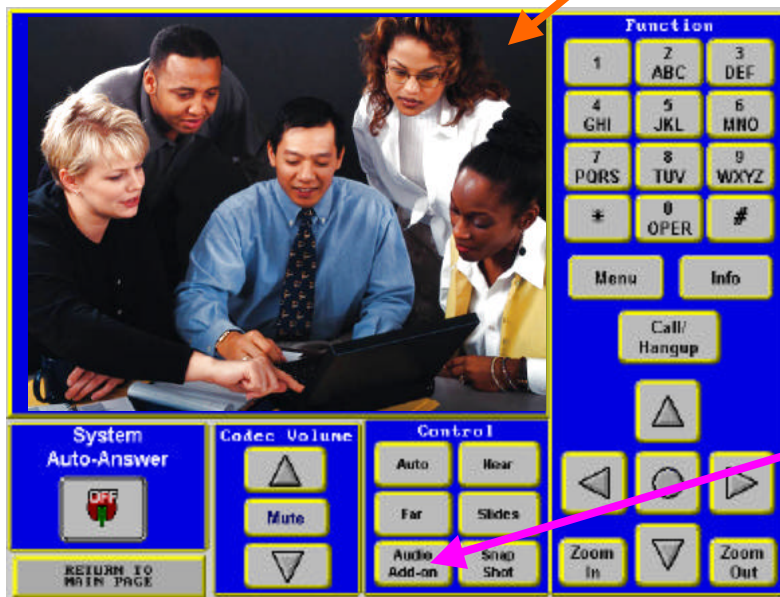 Function
1
2
ABC
3
DEF
4
GHI
5
JKL
6
MNO
7
PQRS
8
TUV
9
WXYZ
*
0
OPER
#
Menu
Info
Call/
Hangup
Zoom
In
Zoom
Out
System
Auto-Answer
OFF
RETURN TO
MAIN PAGE
Codec Volume
Mute
Control
Auto
Near
Far
Slides
Audio
Add-on
Snap
Shot